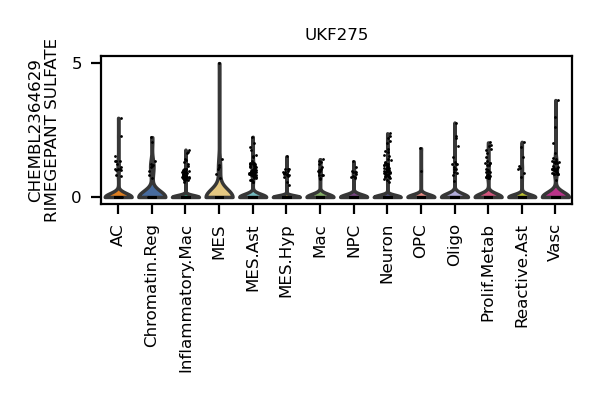 UKF275
CHEMBL2364629
RIMEGEPANT SULFATE
5
0
AC
Chromatin.Reg
Inflammatory.Mac
MES
MES.Ast
MES.Hyp
Mac
NPC
Neuron
OPC
Oligo
Prolif.Metab
Reactive.Ast
Vasc